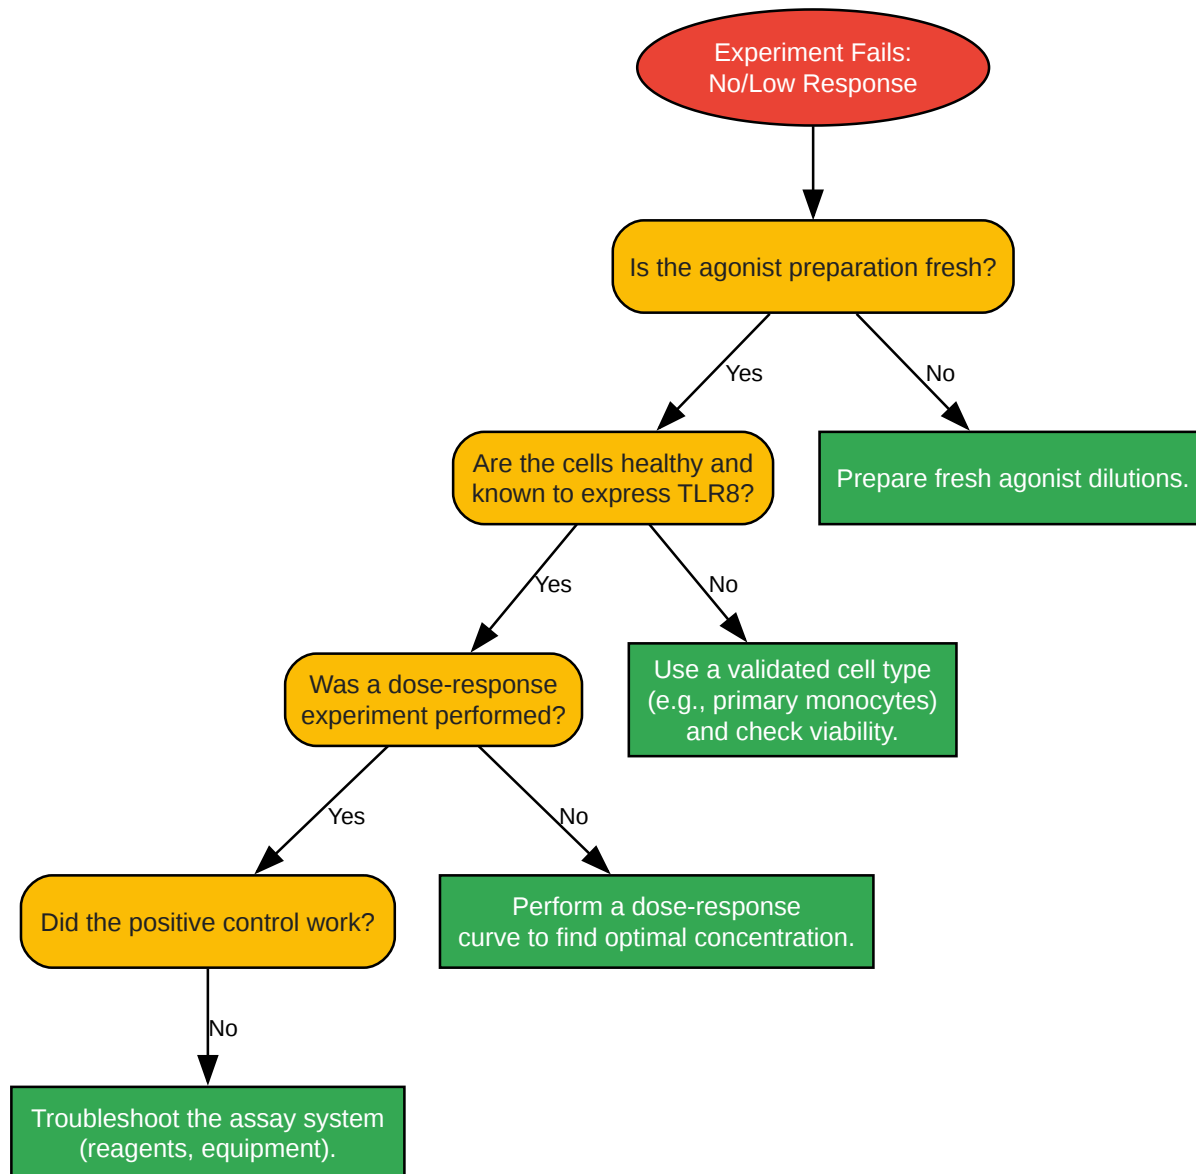 Experiment Fails:
No/Low Response
Is the agonist preparation fresh?
Yes
No
Are the cells healthy and
known to express TLR8?
Prepare fresh agonist dilutions.
Yes
No
Was a dose-response
experiment performed?
Use a validated cell type
(e.g., primary monocytes)
and check viability.
Yes
No
Did the positive control work?
Perform a dose-response
curve to find optimal concentration.
No
Troubleshoot the assay system
(reagents, equipment).